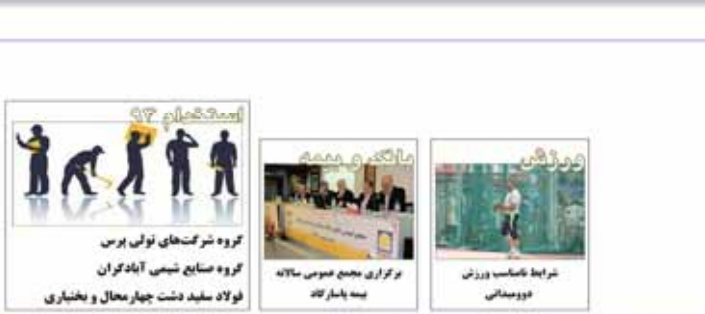 ورزش
شرایط نامناسب ورزش
دوومیدانی
بانک و بیمه
برگزاری مجمع عمومی سالانه
بیمه پاسارگاد
استخدام ۹۳
گروه شرکت‌های تولی پرس
گروه صنایع شیمی آبادگران
فولاد سفید دشت چهارمحال و بختیاری